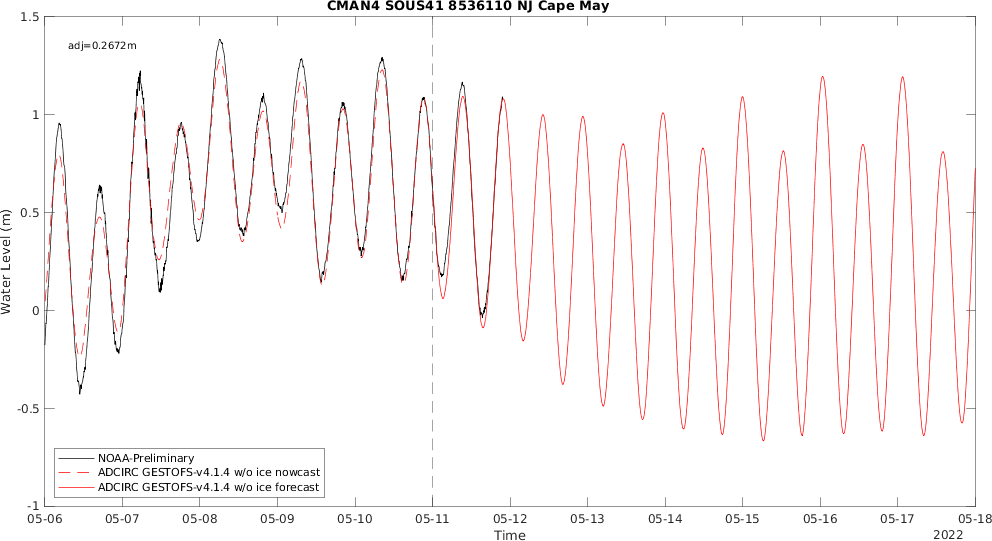 CMAN4 SOUS41 8536110 NJ Cape May
adj=0.2672m
1.5
1
0.5
0
-0.5
-1
Water Level (m)
NOAA-Preliminary
ADCIRC GESTOFS-v4.1.4 w/o ice nowcast
ADCIRC GESTOFS-v4.1.4 w/o ice forecast
05-06 05-07 05-08 05-09 05-10 05-11 05-12 05-13 05-14 05-15 05-16 05-17 05-18
Time
2022